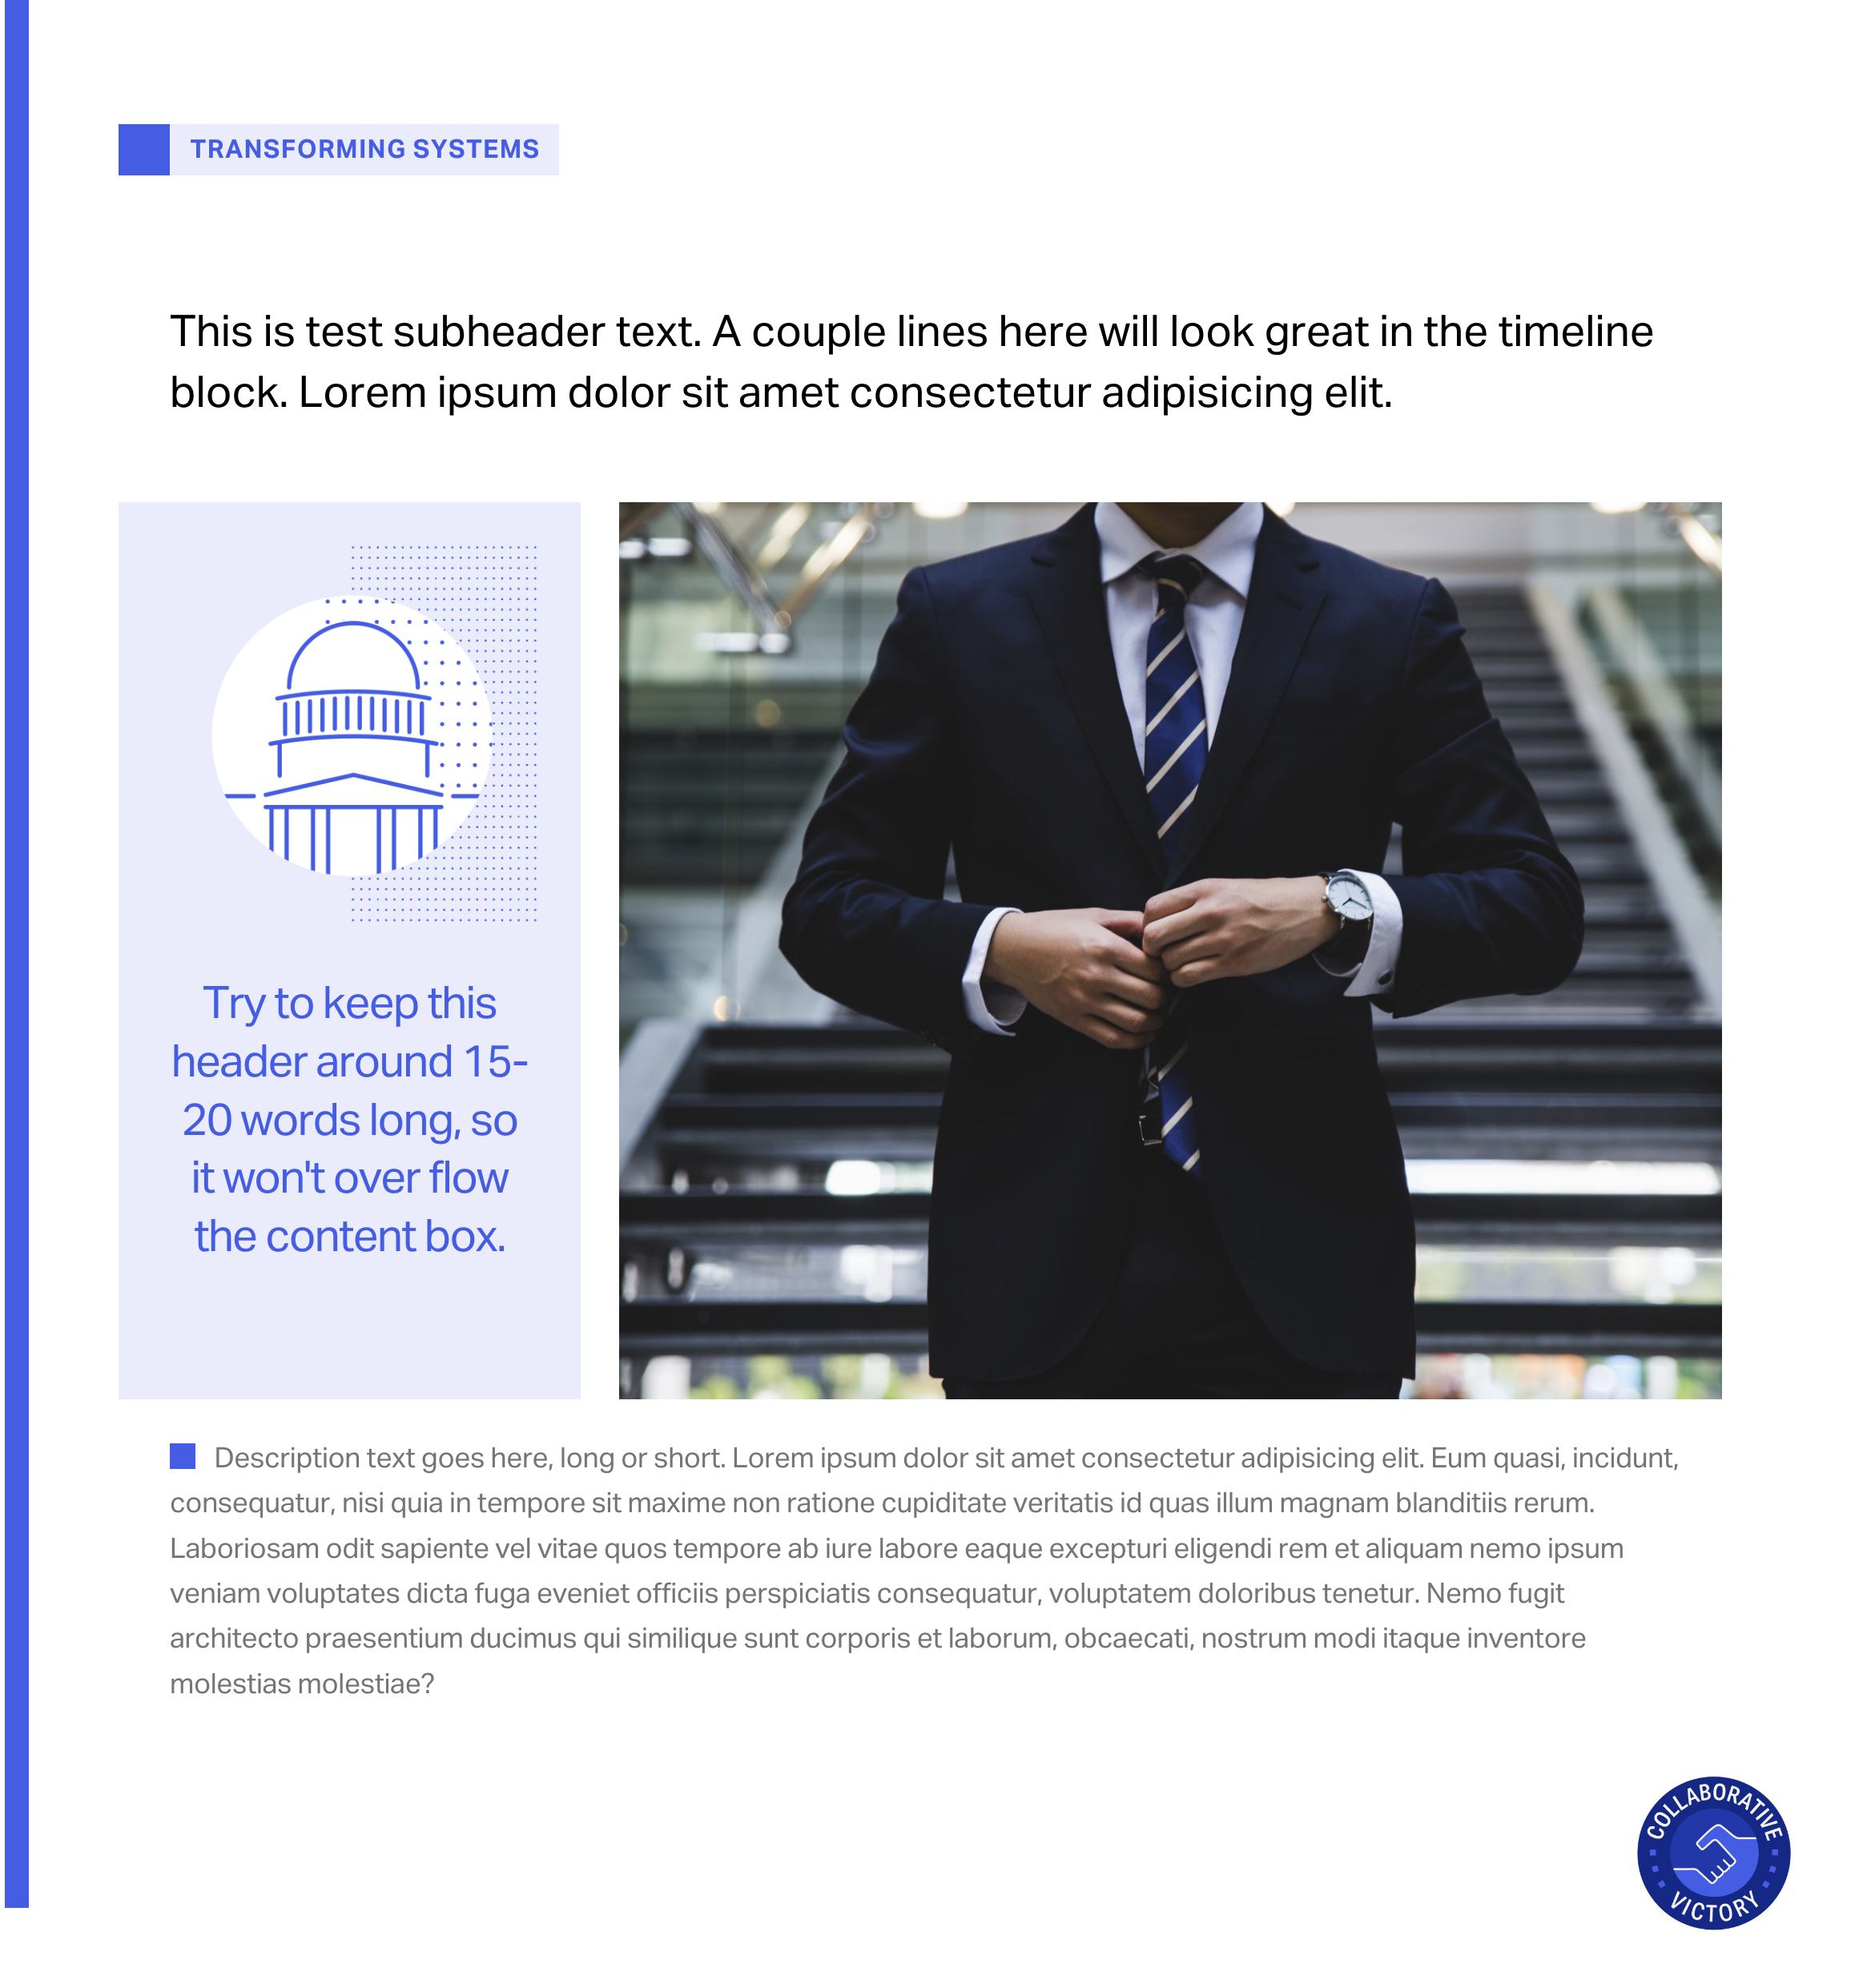 TRANSFORMING SYSTEMS
This is test subheader text. A couple lines here will look great in the timeline
block. Lorem ipsum dolor sit amet consectetur adipisicing elit.
Try to keep this
header around 15-
20 words long, so
it won't over flow
the content box.
Description text goes here, long or short. Lorem ipsum dolor sit amet consectetur adipisicing elit. Eum quasi, incidunt,
consequatur, nisi quia in tempore sit maxime non ratione cupiditate veritatis id quas illum magnam blanditiis rerum.
Laboriosam odit sapiente vel vitae quos tempore ab iure labore eaque excepturi eligendi rem et aliquam nemo ipsum
veniam voluptates dicta fuga eveniet officiis perspiciatis consequatur, voluptatem doloribus tenetur. Nemo fugit
architecto praesentium ducimus qui similique sunt corporis et laborum, obcaecati, nostrum modi itaque inventore
molestias molestiae?
COLLABORATIVE
VICTORY